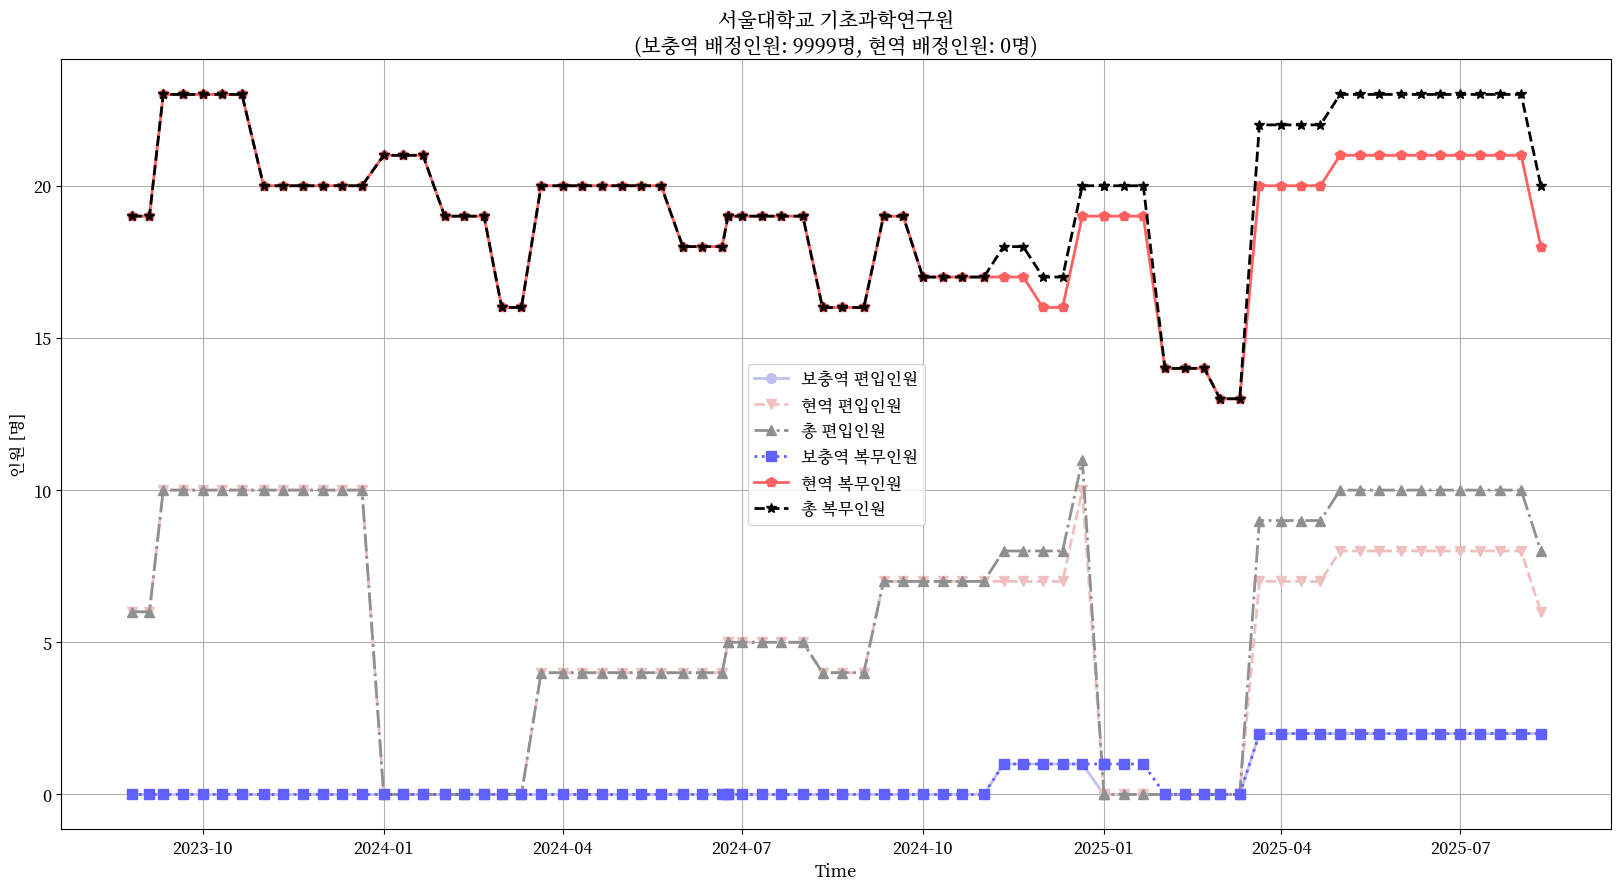 서울대학교 기초과학연구원
(보충역 배정인원: 9999명, 현역 배정인원: 0명)
인원 [명]
20
15
10
5
0
보충역 편입인원
현역 편입인원
총 편입인원
보충역 복무인원
현역 복무인원
총 복무인원
2023-10
2024-01
2024-04
2024-07
2024-10
2025-01
2025-04
2025-07
Time